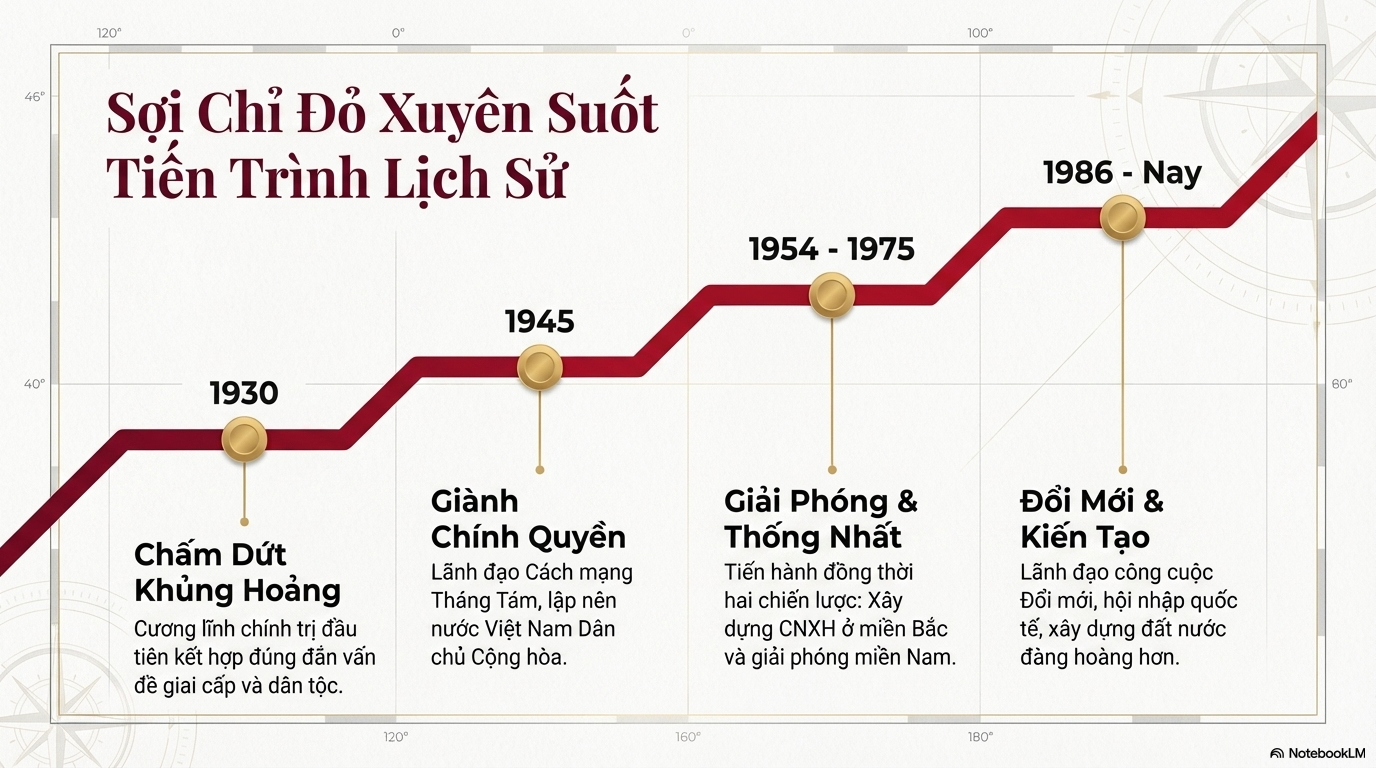 120°
0°
0°
100°
46°
Sợi Chỉ Đỏ Xuyên Suốt
Tiến Trình Lịch Sử
1986 - Nay
1954 - 1975
1945
1930
40°
60°
Chấm Dứt
Khủng Hoảng
Cương lĩnh chính trị đầu
tiên kết hợp đúng đắn vấn
đề giai cấp và dân tộc.
Giành
Chính Quyền
Lãnh đạo Cách mạng
Tháng Tám, lập nên
nước Việt Nam Dân
chủ Cộng hòa.
Giải Phóng &
Thống Nhất
Tiến hành đồng thời
hai chiến lược: Xây
dựng CNXH ở miền Bắc
và giải phóng miền Nam.
Đổi Mới &
Kiến Tạo
Lãnh đạo công cuộc
Đổi mới, hội nhập quốc
tế, xây dựng đất nước
đàng hoàng hơn.
120°
160°
180°
NotebookLM